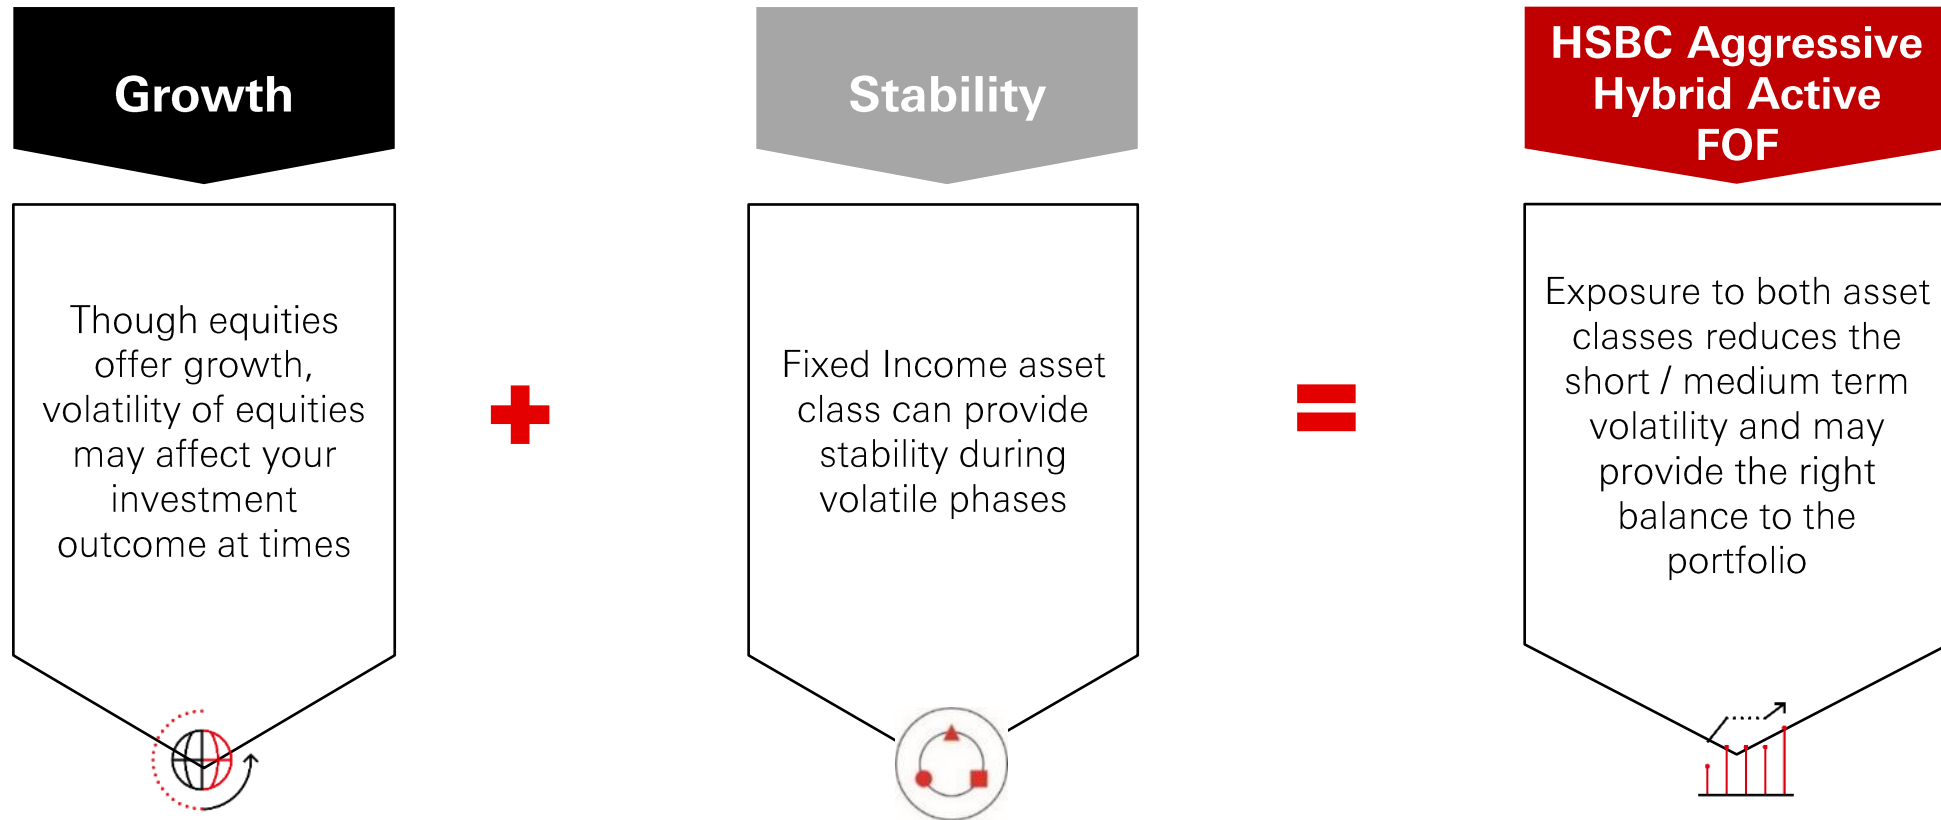 Growth
Though equities
offer growth,
volatility of equities
may affect your
investment
outcome at times
Stability
Fixed Income asset
class can provide
stability during
volatile phases
HSBC Aggressive
Hybrid Active
FOF
Exposure to both asset
classes reduces the
short / medium term
volatility and may
provide the right
balance to the
portfolio